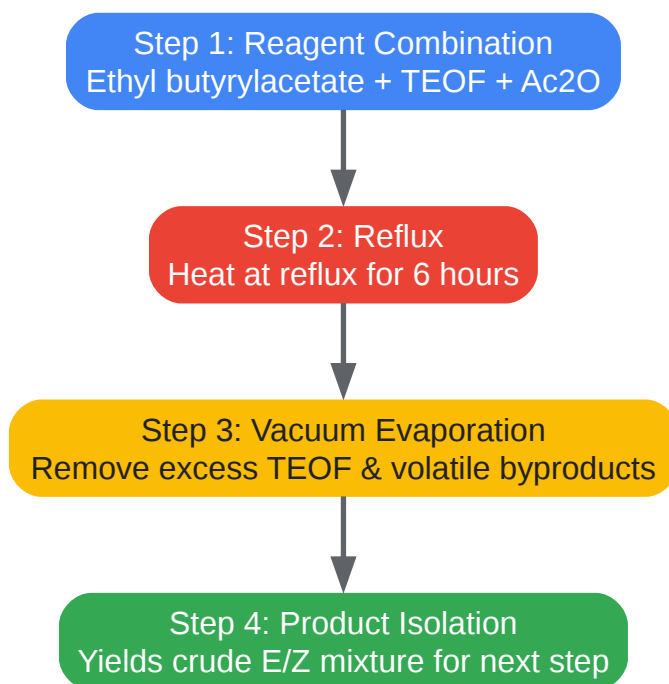 Step 1: Reagent Combination
Ethyl butyrylacetate + TEOF + Ac2O
Step 2: Reflux
Heat at reflux for 6 hours
Step 3: Vacuum Evaporation
Remove excess TEOF & volatile byproducts
Step 4: Product Isolation
Yields crude E/Z mixture for next step